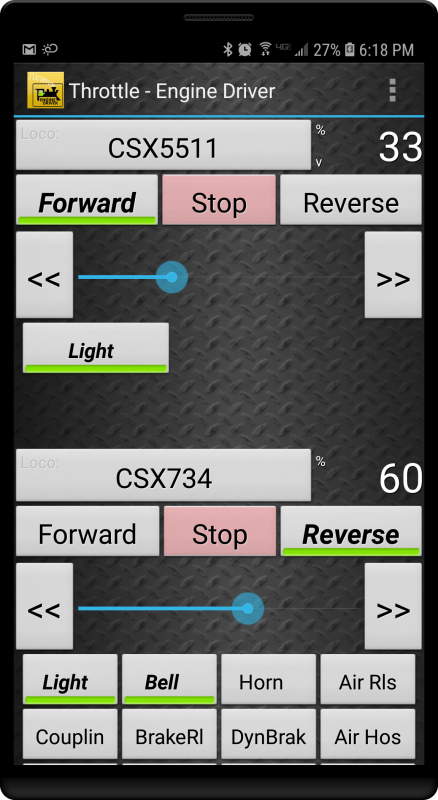 4G
27% 6:18 PM
Throttle - Engine Driver
Loco:
CSX5511
%
v
33
Forward Stop Reverse
<< >>
Light
Loco:
CSX734
%
60
Forward Stop Reverse
<< >>
Light Bell Horn Air Rls
Couplin BrakeRl DynBrak Air Hos